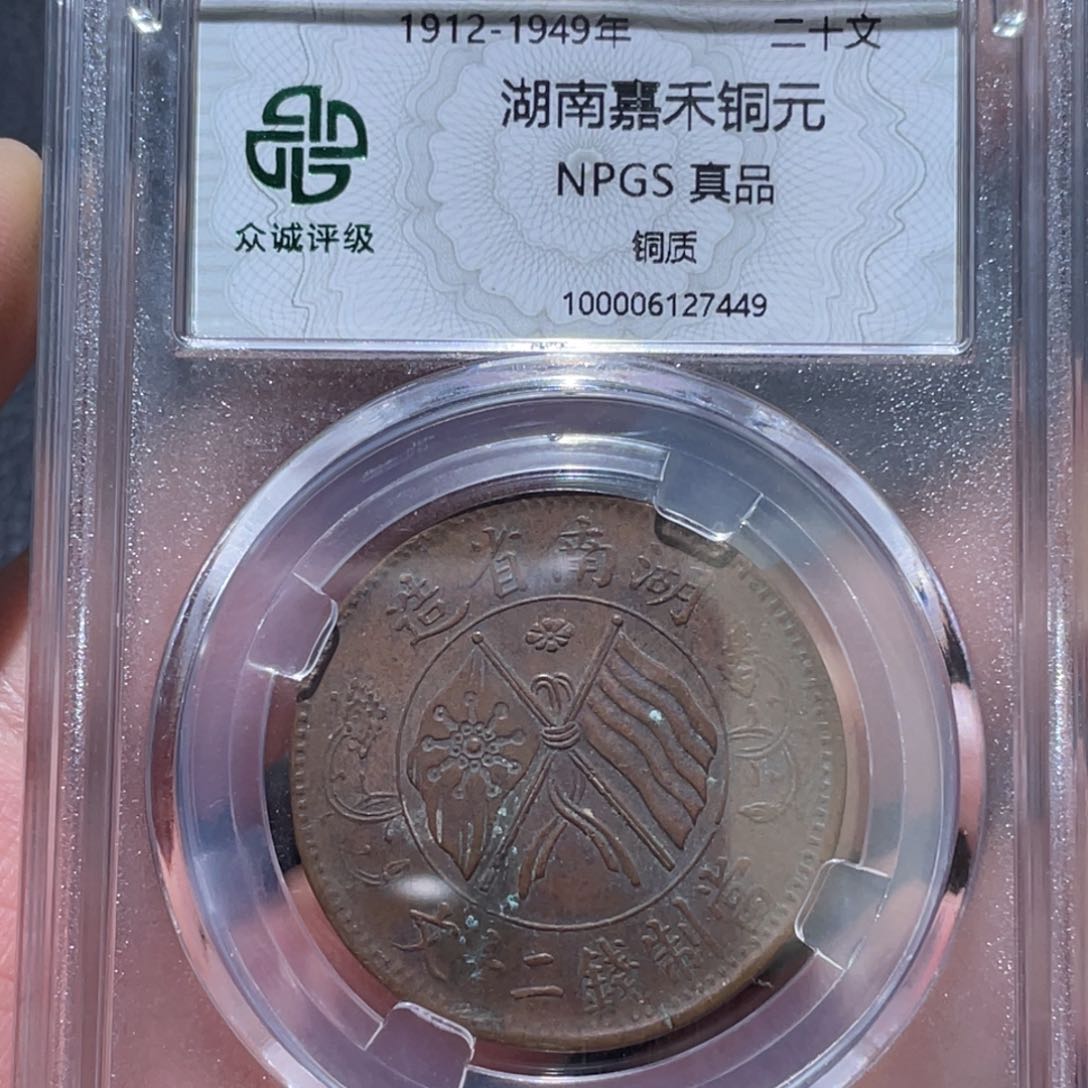 1912-1949年 二十文
湖南嘉禾铜元
NPGS 真品
众诚评级
铜质
100006127449
湖南省造
當制錢二十文